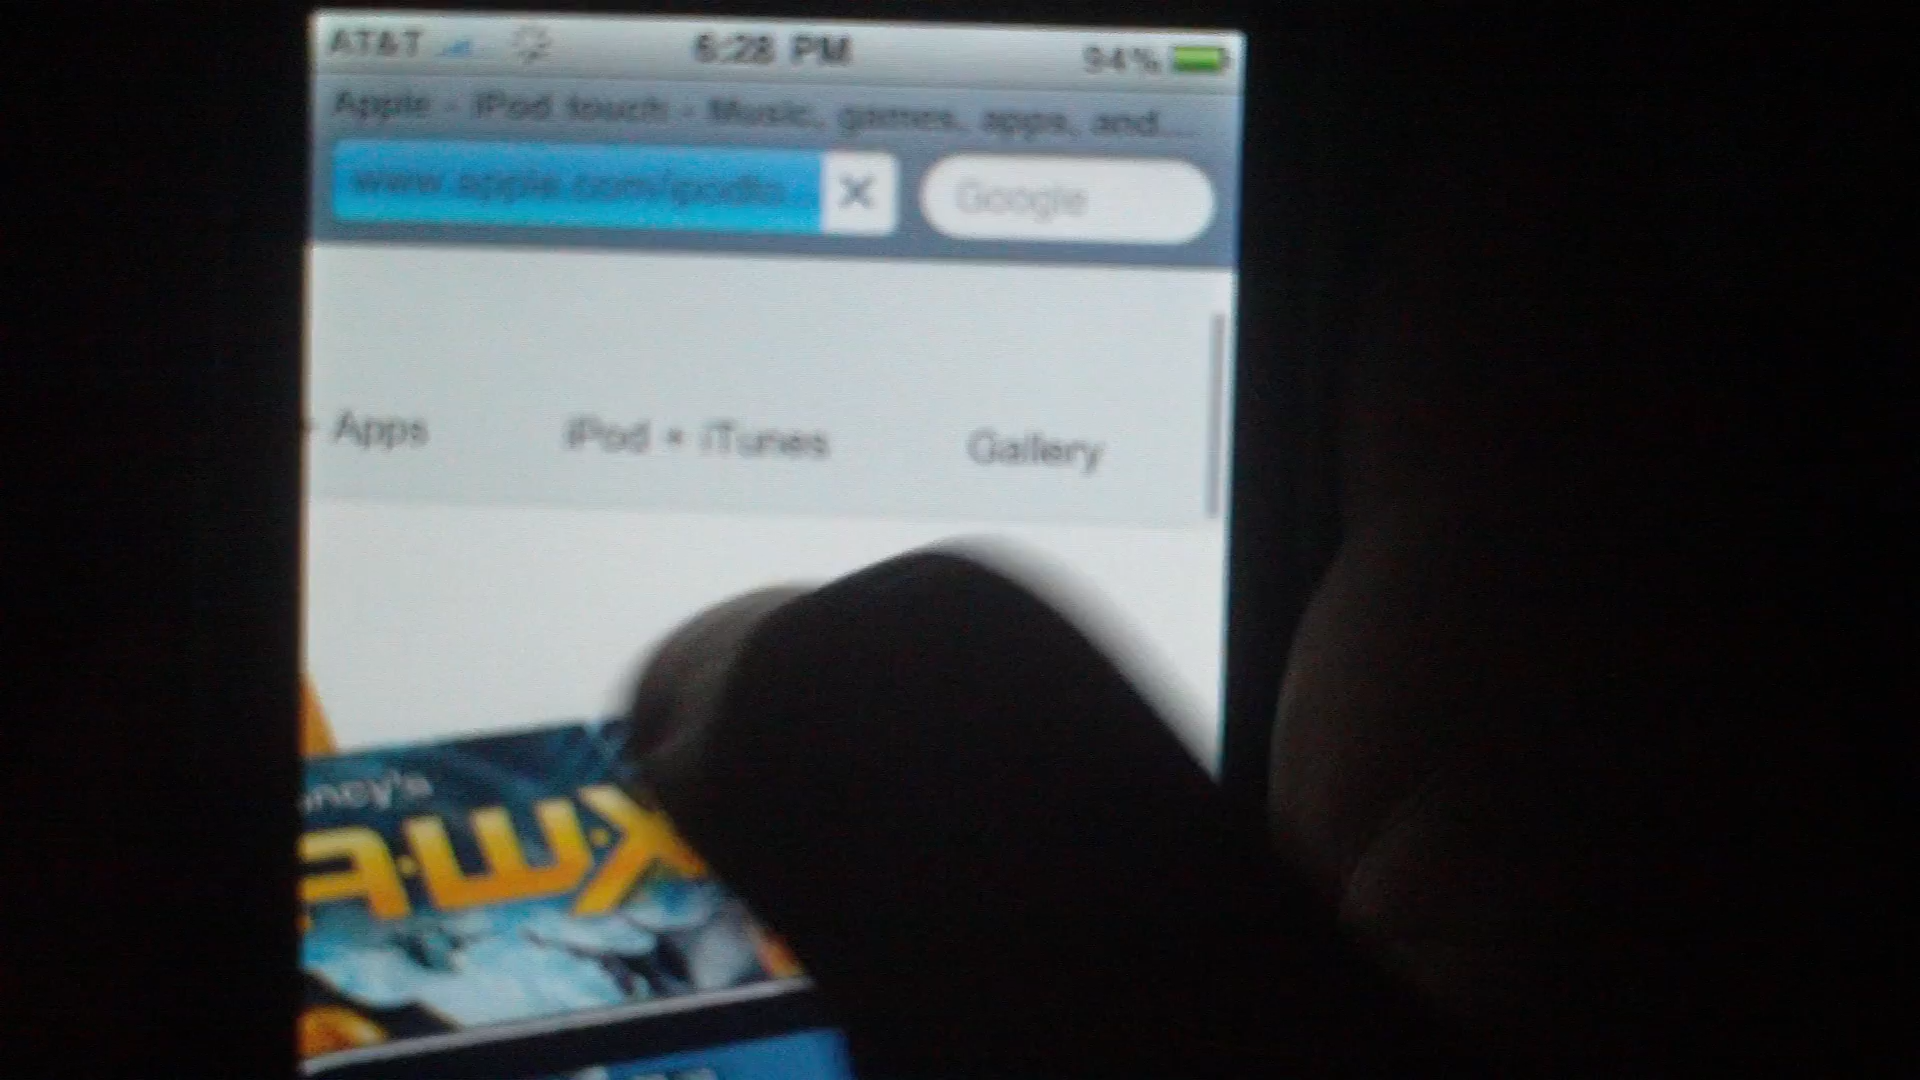 AT&T 6:28 PM 94%
Apple - iPod touch - Music, games, apps, and...
www.apple.com/ipodto... Google
Apps iPod + iTunes Gallery
ncy's
H.A.W.X